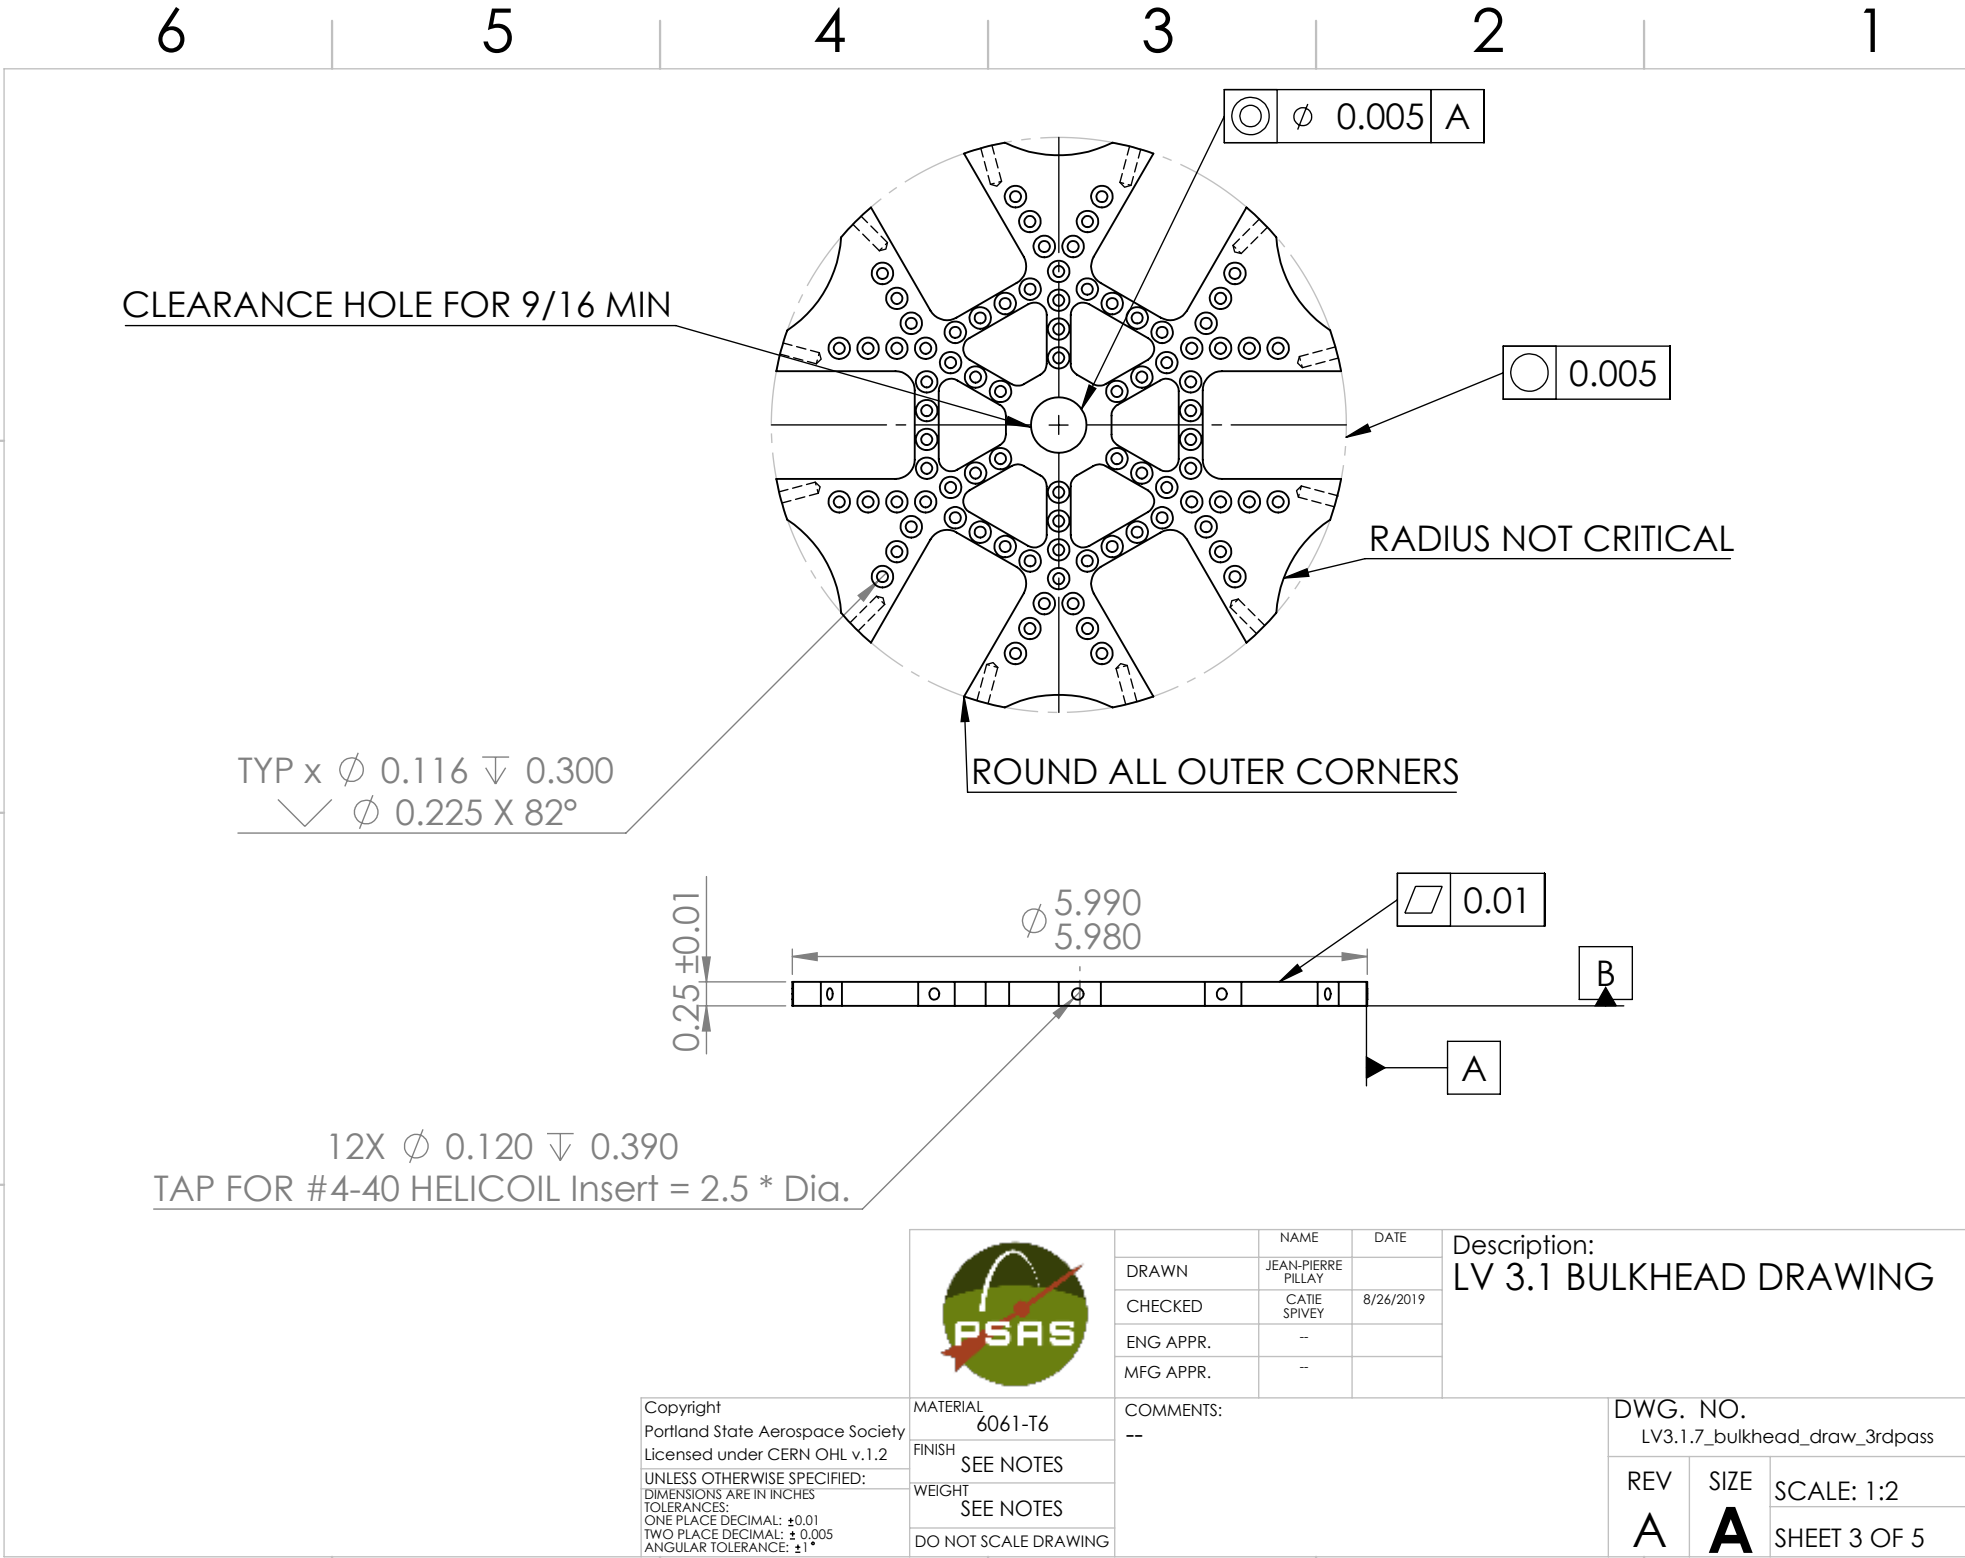 6 5 4 3 2 1
⌀ 0.005 A
CLEARANCE HOLE FOR 9/16 MIN
0.005
RADIUS NOT CRITICAL
TYP x ⌀ 0.116 ↧ 0.300
⌵ ⌀ 0.225 X 82°
ROUND ALL OUTER CORNERS
0.25 ±0.01
⌀ 5.990
5.980
0.01
B
A
12X ⌀ 0.120 ↧ 0.390
TAP FOR #4-40 HELICOIL Insert = 2.5 * Dia.
PSAS
NAME DATE
DRAWN JEAN-PIERRE
PILLAY
CHECKED CATIE
SPIVEY 8/26/2019
ENG APPR. --
MFG APPR. --
Description:
LV 3.1 BULKHEAD DRAWING
Copyright
Portland State Aerospace Society
Licensed under CERN OHL v.1.2
UNLESS OTHERWISE SPECIFIED:
DIMENSIONS ARE IN INCHES
TOLERANCES:
ONE PLACE DECIMAL: ±0.01
TWO PLACE DECIMAL: ± 0.005
ANGULAR TOLERANCE: ±1°
MATERIAL
6061-T6
FINISH
SEE NOTES
WEIGHT
SEE NOTES
DO NOT SCALE DRAWING
COMMENTS:
--
DWG. NO.
LV3.1.7_bulkhead_draw_3rdpass
REV
A
SIZE
A
SCALE: 1:2
SHEET 3 OF 5